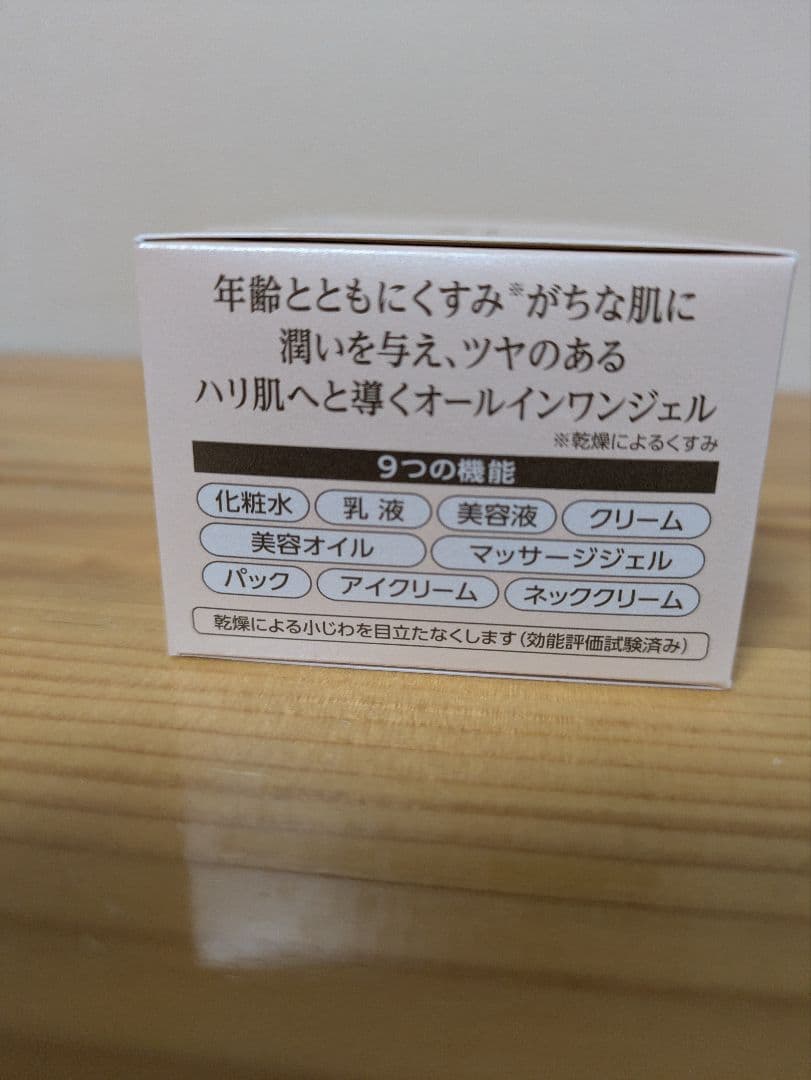 年齢とともにくすみ※がちな肌に
潤いを与え、ツヤのある
ハリ肌へと導くオールインワンジェル
※乾燥によるくすみ
9つの機能
化粧水 乳液 美容液 クリーム
美容オイル マッサージジェル
パック アイクリーム ネッククリーム
乾燥による小じわを目立たなくします(効能評価試験済み)